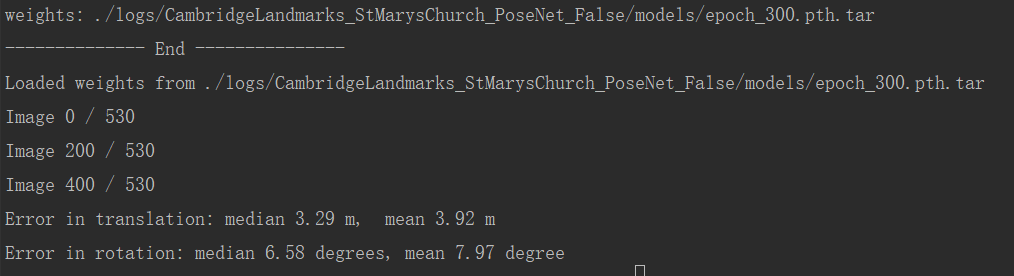 weights: ./logs/CambridgeLandmarks_StMarysChurch_PoseNet_False/models/epoch_300.pth.tar
-------------- End ---------------
Loaded weights from ./logs/CambridgeLandmarks_StMarysChurch_PoseNet_False/models/epoch_300.pth.tar
Image 0 / 530
Image 200 / 530
Image 400 / 530
Error in translation: median 3.29 m,  mean 3.92 m
Error in rotation: median 6.58 degrees, mean 7.97 degree